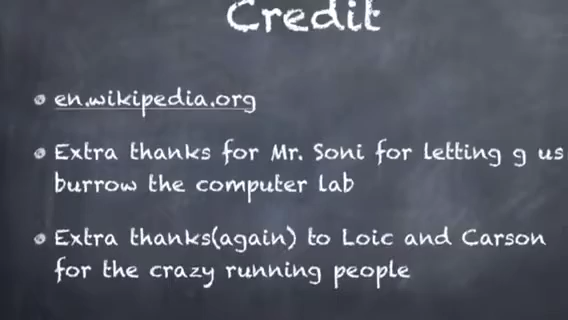 Credit
en.wikipedia.org
Extra thanks for Mr. Soni for letting g us
burrow the computer lab
Extra thanks(again) to Loic and Carson
for the crazy running people